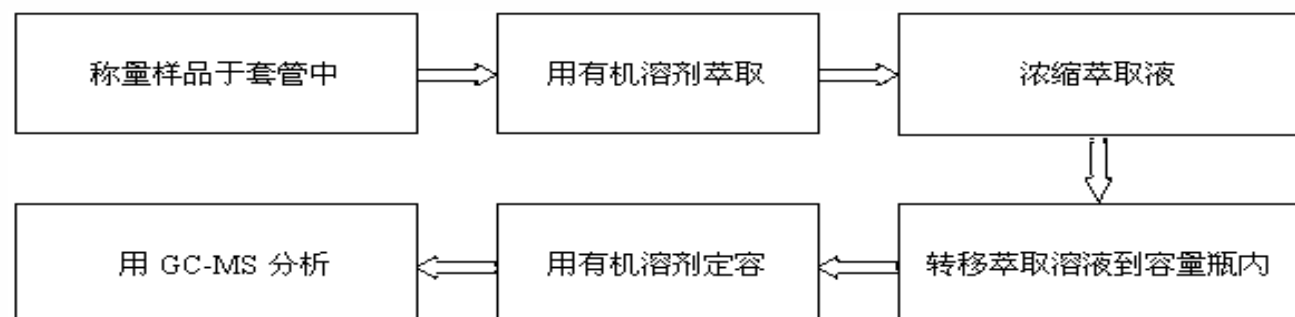 称量样品于套管中
用有机溶剂萃取
浓缩萃取液
转移萃取溶液到容量瓶内
用有机溶剂定容
用 GC-MS 分析